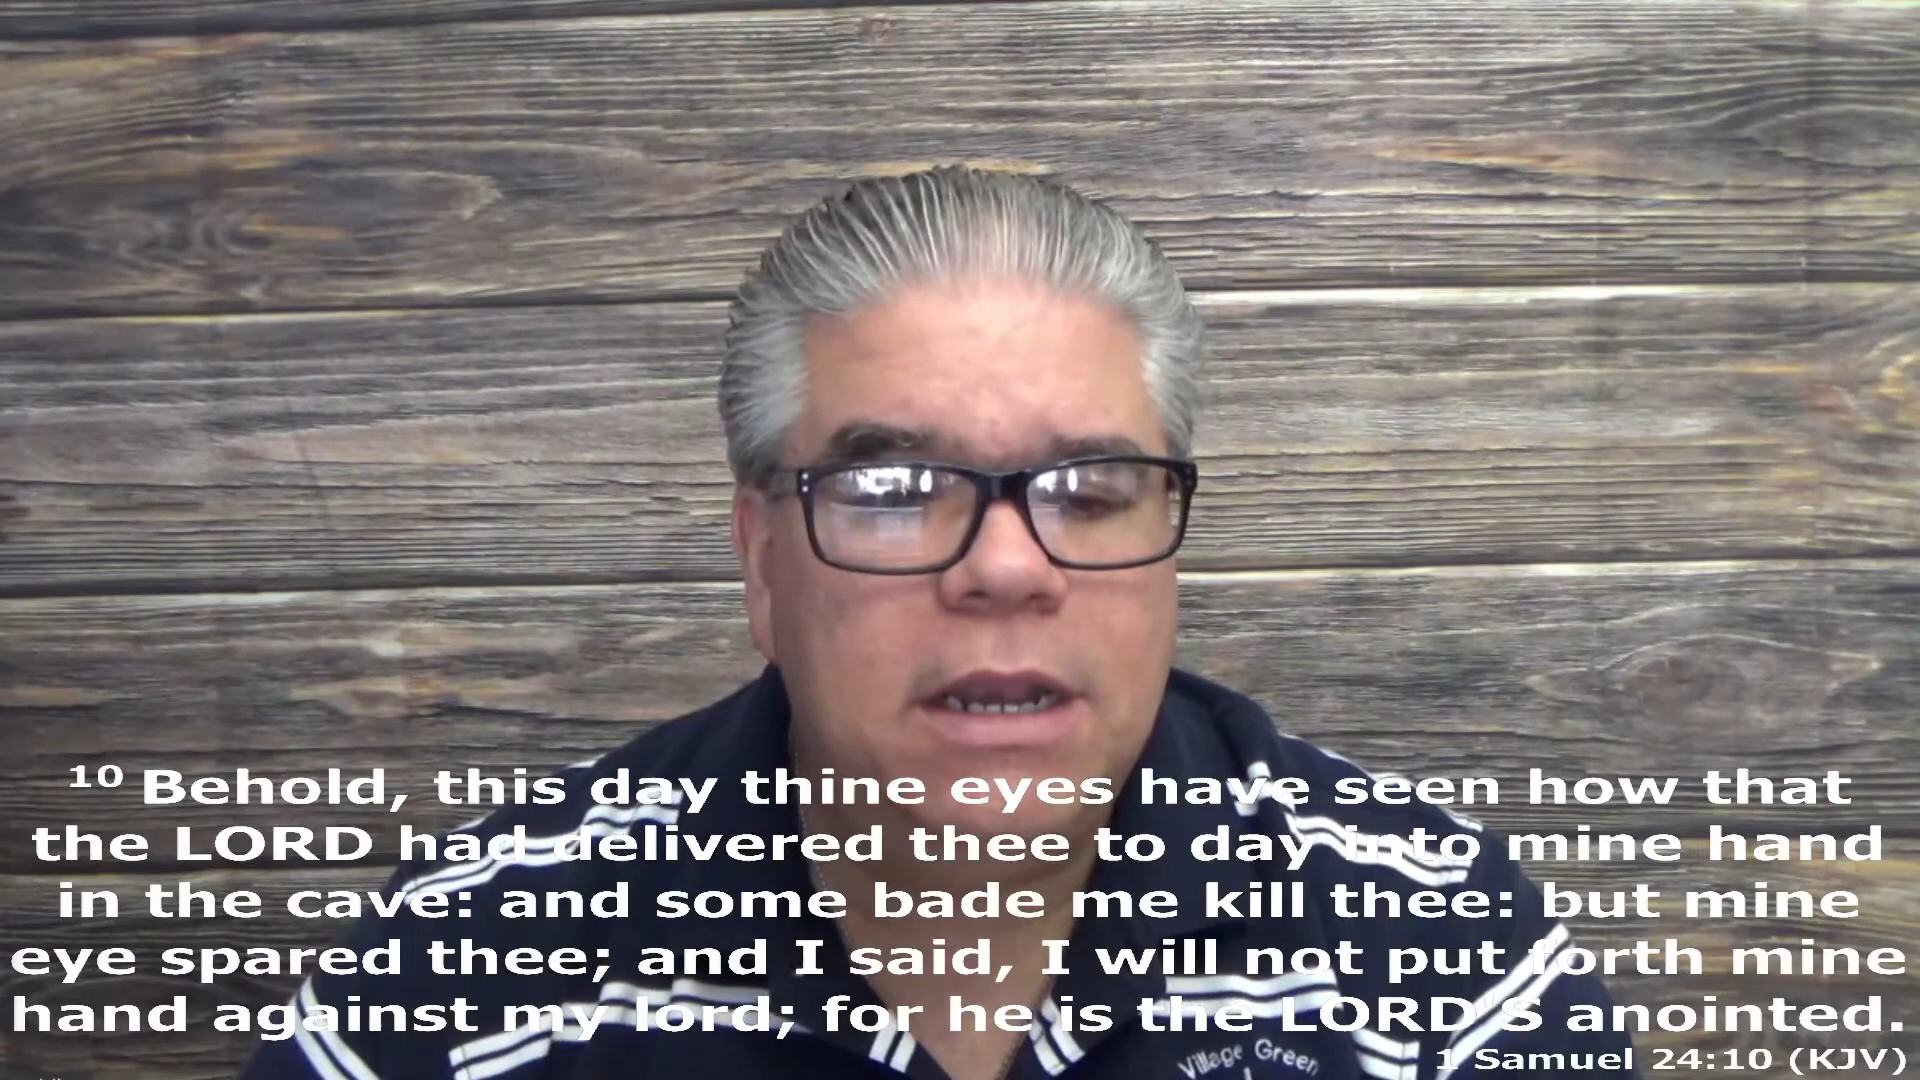 10 Behold, this day thine eyes have seen how that
the LORD had delivered thee to day into mine hand
in the cave: and some bade me kill thee: but mine
eye spared thee; and I said, I will not put forth mine
hand against my lord; for he is the LORD'S anointed.
1 Samuel 24:10 (KJV)
Village Green